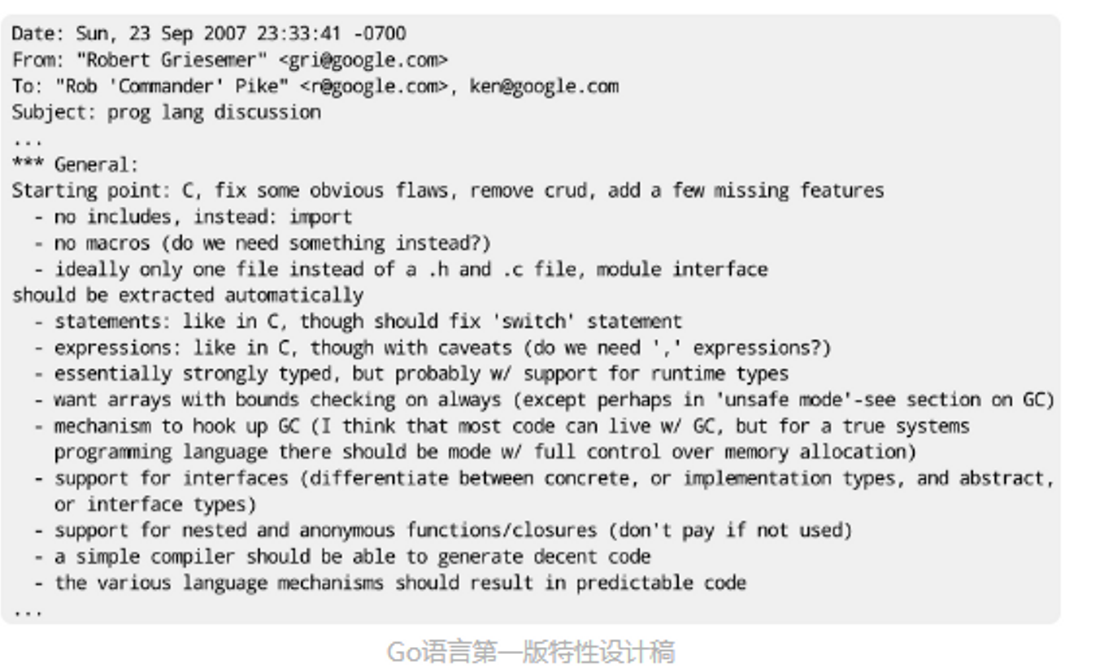 Date: Sun, 23 Sep 2007 23:33:41 -0700
From: "Robert Griesemer" <gri@google.com>
To: "Rob 'Commander' Pike" <r@google.com>, ken@google.com
Subject: prog lang discussion
...
*** General:
Starting point: C, fix some obvious flaws, remove crud, add a few missing features
- no includes, instead: import
- no macros (do we need something instead?)
- ideally only one file instead of a .h and .c file, module interface
should be extracted automatically
- statements: like in C, though should fix 'switch' statement
- expressions: like in C, though with caveats (do we need ',' expressions?)
- essentially strongly typed, but probably w/ support for runtime types
- want arrays with bounds checking on always (except perhaps in 'unsafe mode'-see section on GC)
- mechanism to hook up GC (I think that most code can live w/ GC, but for a true systems
programming language there should be mode w/ full control over memory allocation)
- support for interfaces (differentiate between concrete, or implementation types, and abstract,
or interface types)
- support for nested and anonymous functions/closures (don't pay if not used)
- a simple compiler should be able to generate decent code
- the various language mechanisms should result in predictable code
...
Go语言第一版特性设计稿